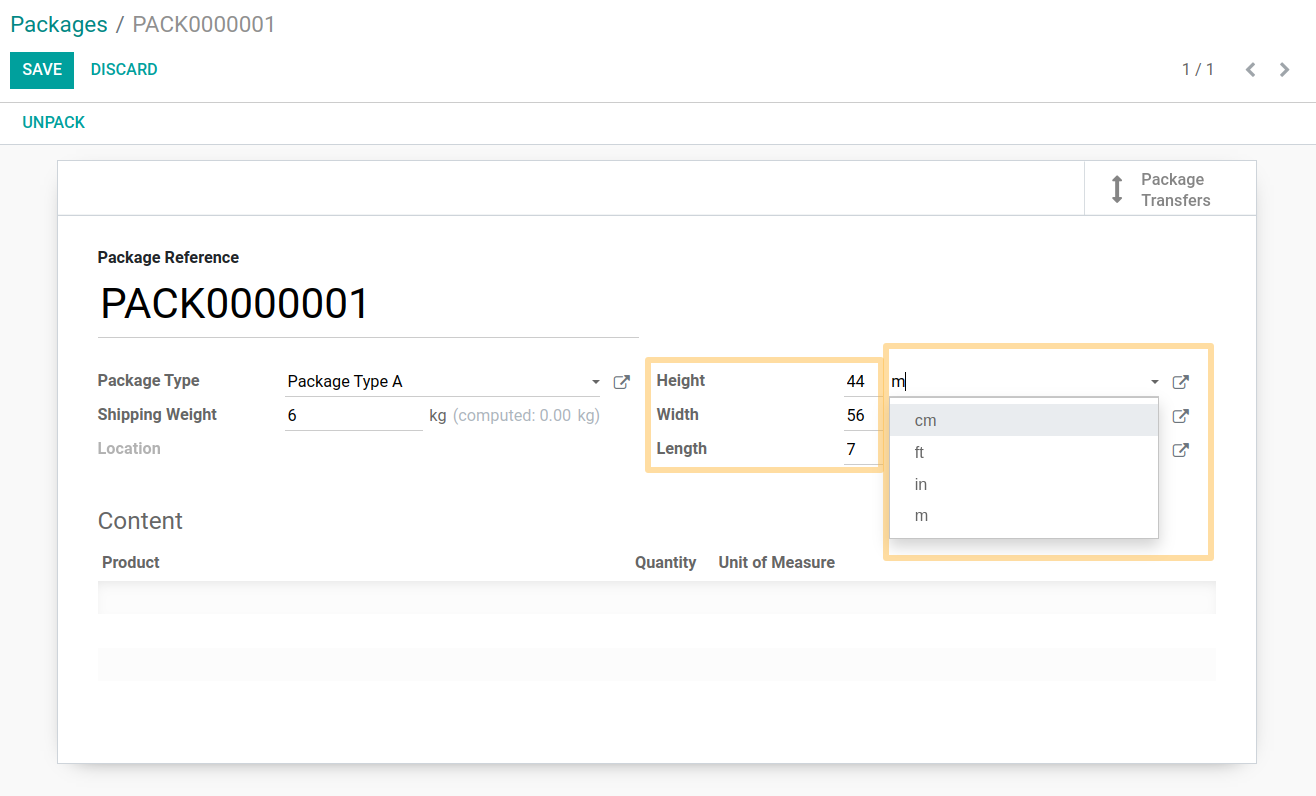 Packages / PACK0000001
SAVE DISCARD 1 / 1
UNPACK
Package
Transfers
Package Reference
PACK0000001
Package Type Package Type A
Shipping Weight 6 kg (computed: 0.00 kg)
Location
Height 44 m
Width 56
Length 7
cm
ft
in
m
Content
Product Quantity Unit of Measure